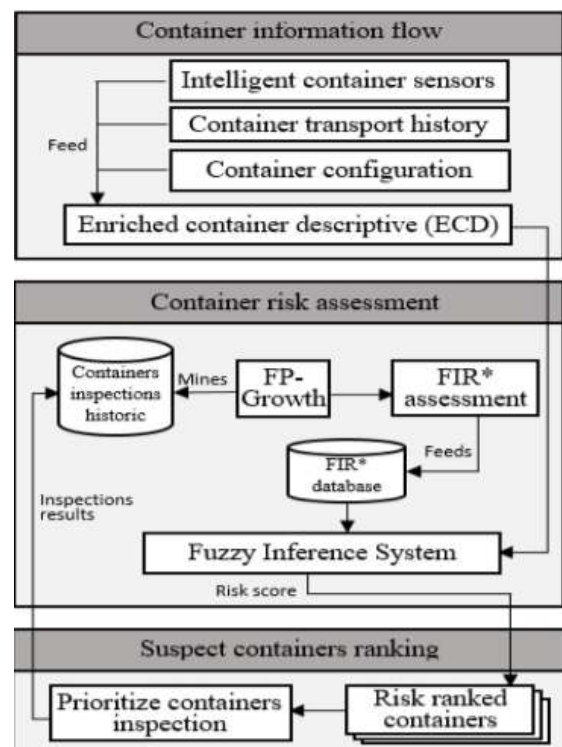 Container information flow
Intelligent container sensors
Container transport history
Feed
Container configuration
Enriched container descriptive (ECD)
Container risk assessment
Containers
inspections
historic
Mines
FP-
Growth
FIR*
assessment
Feeds
FIR*
database
Inspections
results
Fuzzy Inference System
Risk score
Suspect containers ranking
Prioritize containers
inspection
Risk ranked
containers